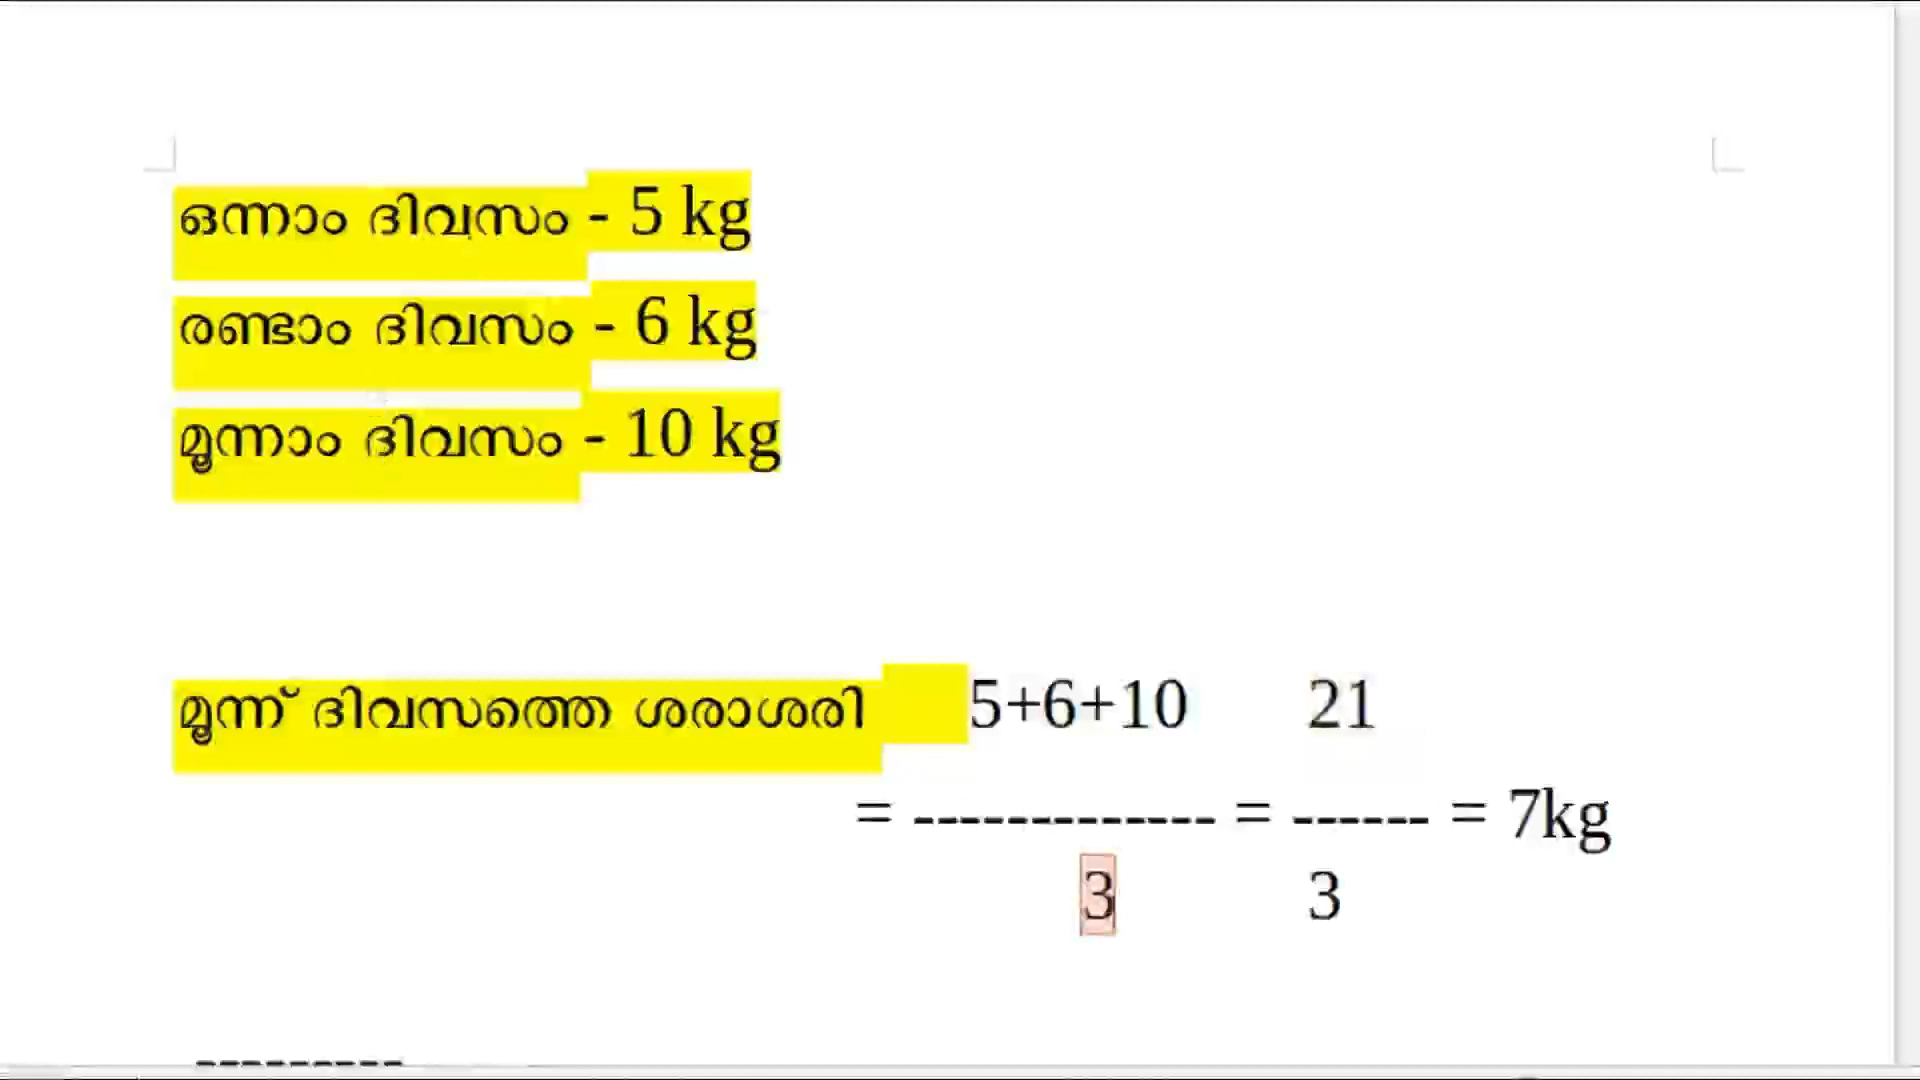 ഒന്നാം ദിവസം - 5 kg
രണ്ടാം ദിവസം - 6 kg
മൂന്നാം ദിവസം - 10 kg
മൂന്ന് ദിവസത്തെ ശരാശരി 5+6+10 21
= ------------- = ------ = 7kg
3 3
---------